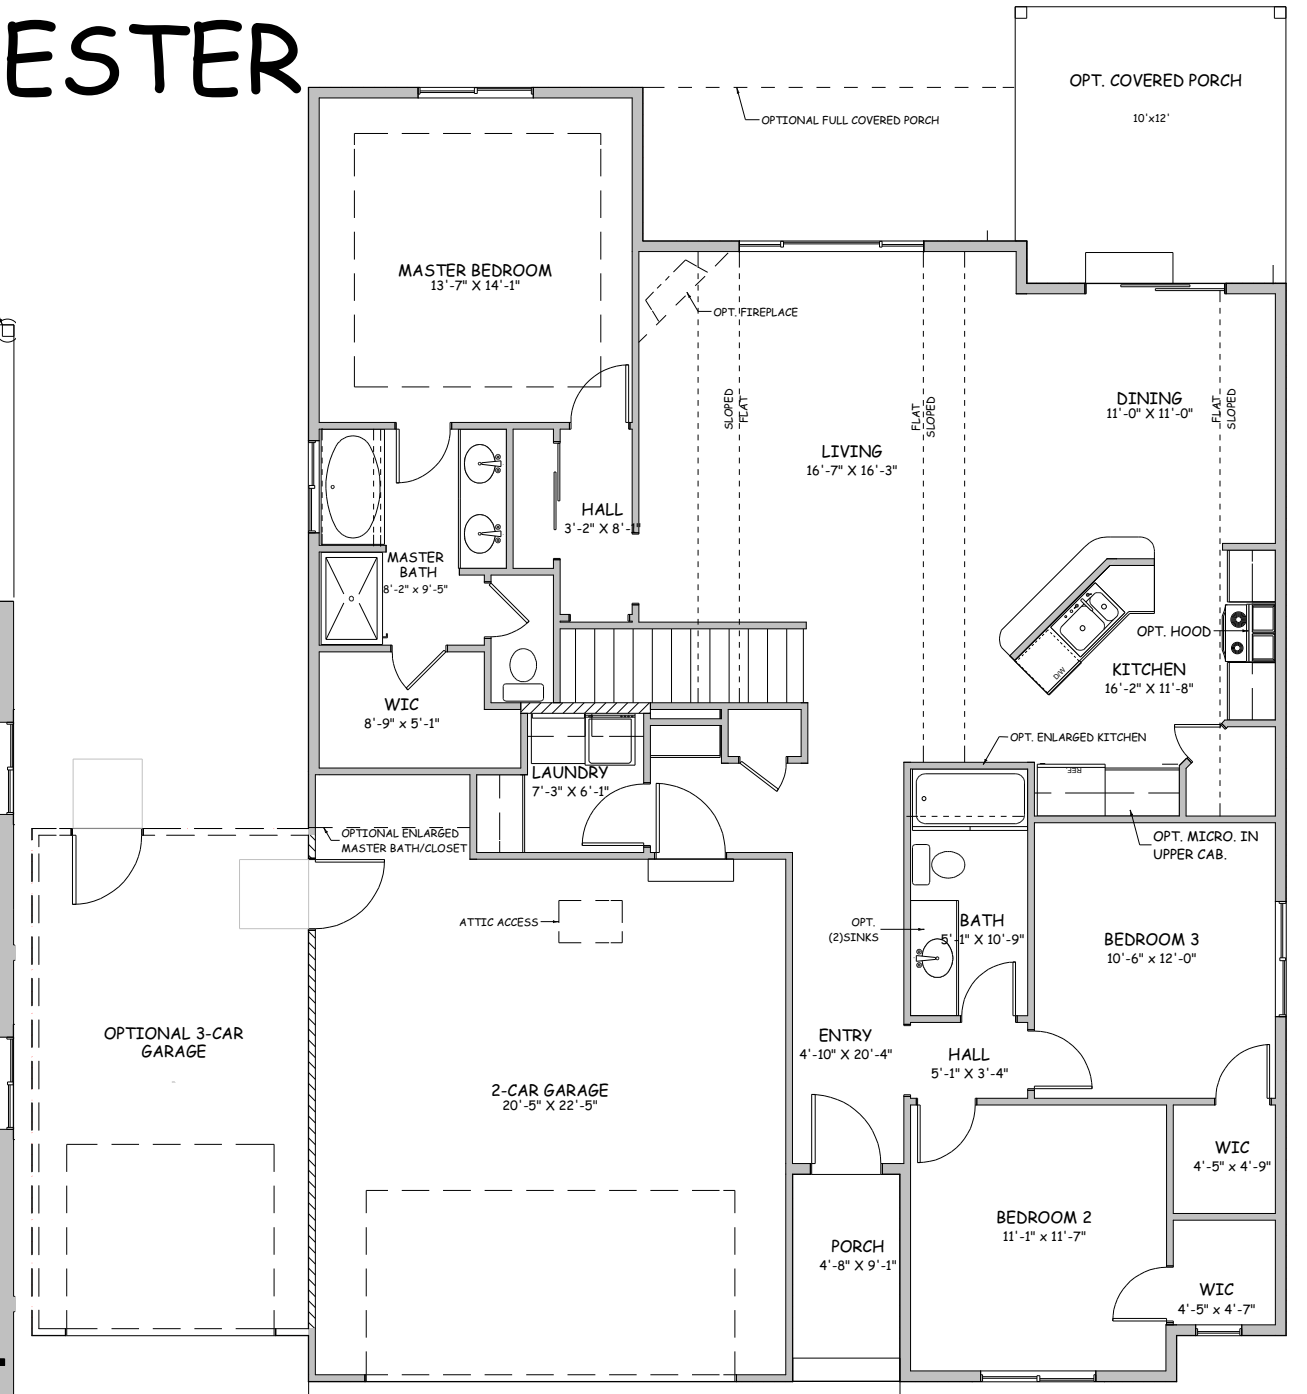 ESTER
OPT. COVERED PORCH
10'x12'
OPTIONAL FULL COVERED PORCH
MASTER BEDROOM
13'-7" X 14'-1"
OPT. FIREPLACE
SLOPED
FLAT
FLAT
SLOPED
DINING
11'-0" X 11'-0"
FLAT
SLOPED
LIVING
16'-7" X 16'-3"
HALL
3'-2" X 8'-1"
MASTER
BATH
8'-2" x 9'-5"
OPT. HOOD
D/W
KITCHEN
16'-2" X 11'-8"
WIC
8'-9" x 5'-1"
OPT. ENLARGED KITCHEN
LAUNDRY
7'-3" X 6'-1"
REF.
OPTIONAL ENLARGED
MASTER BATH/CLOSET
OPT. MICRO. IN
UPPER CAB.
ATTIC ACCESS
OPT.
(2)SINKS
BATH
5'-1" X 10'-9"
BEDROOM 3
10'-6" x 12'-0"
OPTIONAL 3-CAR
GARAGE
ENTRY
4'-10" X 20'-4"
HALL
5'-1" X 3'-4"
2-CAR GARAGE
20'-5" X 22'-5"
WIC
4'-5" x 4'-9"
BEDROOM 2
11'-1" x 11'-7"
PORCH
4'-8" X 9'-1"
WIC
4'-5" x 4'-7"